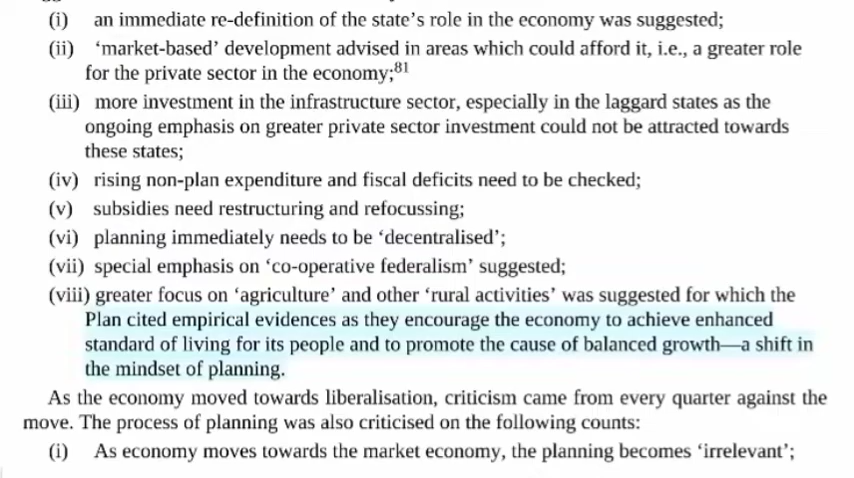 (i) an immediate re-definition of the state's role in the economy was suggested;
(ii) 'market-based' development advised in areas which could afford it, i.e., a greater role
for the private sector in the economy;81
(iii) more investment in the infrastructure sector, especially in the laggard states as the
ongoing emphasis on greater private sector investment could not be attracted towards
these states;
(iv) rising non-plan expenditure and fiscal deficits need to be checked;
(v) subsidies need restructuring and refocussing;
(vi) planning immediately needs to be 'decentralised';
(vii) special emphasis on 'co-operative federalism' suggested;
(viii) greater focus on 'agriculture' and other 'rural activities' was suggested for which the
Plan cited empirical evidences as they encourage the economy to achieve enhanced
standard of living for its people and to promote the cause of balanced growth—a shift in
the mindset of planning.
As the economy moved towards liberalisation, criticism came from every quarter against the
move. The process of planning was also criticised on the following counts:
(i) As economy moves towards the market economy, the planning becomes 'irrelevant';